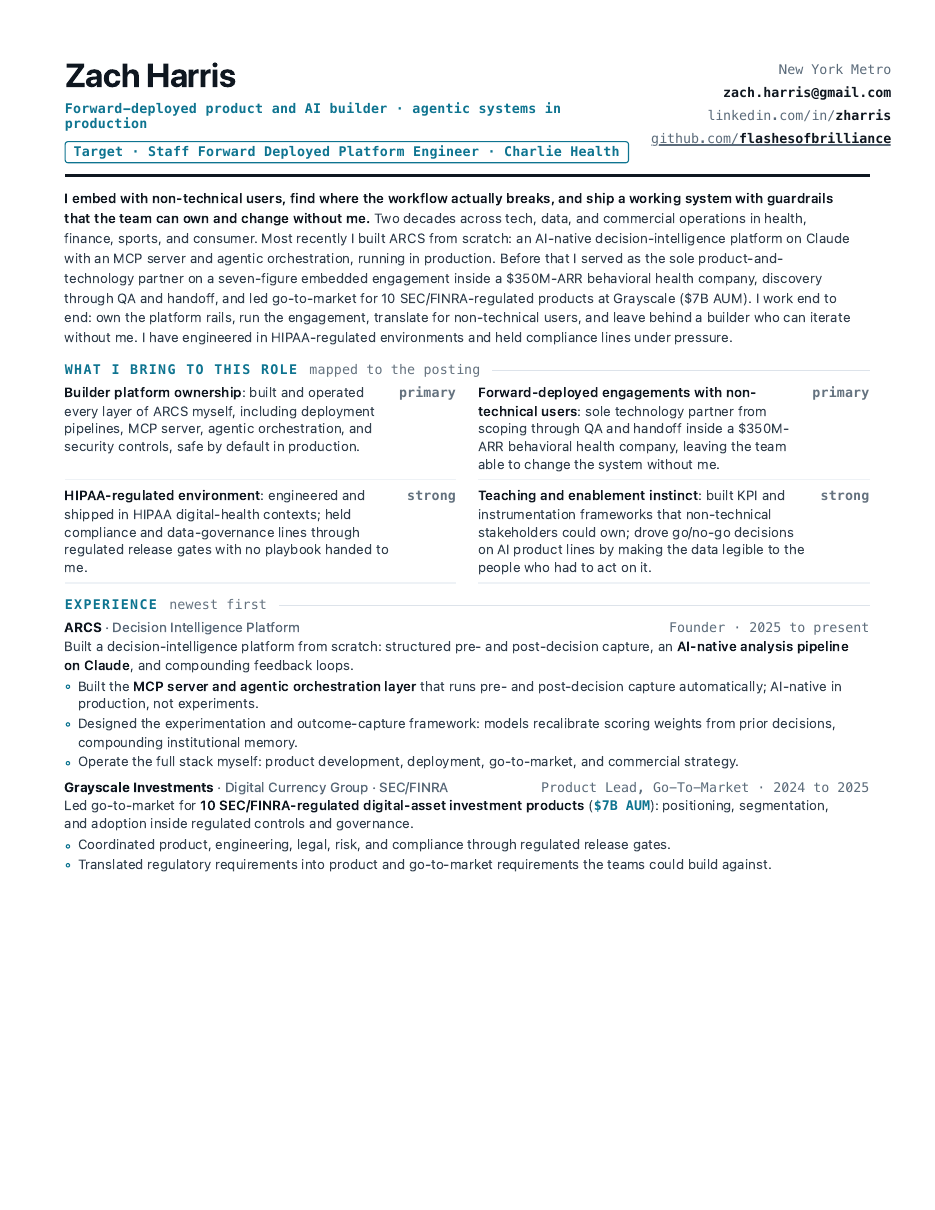 Zach Harris
New York Metro
zach.harris@gmail.com
linkedin.com/in/zharris
github.com/flashesofbrilliance
Forward-deployed product and AI builder · agentic systems in
production
Target · Staff Forward Deployed Platform Engineer · Charlie Health
I embed with non-technical users, find where the workflow actually breaks, and ship a working system with guardrails
that the team can own and change without me. Two decades across tech, data, and commercial operations in health,
finance, sports, and consumer. Most recently I built ARCS from scratch: an AI-native decision-intelligence platform on Claude
with an MCP server and agentic orchestration, running in production. Before that I served as the sole product-and-
technology partner on a seven-figure embedded engagement inside a $350M-ARR behavioral health company, discovery
through QA and handoff, and led go-to-market for 10 SEC/FINRA-regulated products at Grayscale ($7B AUM). I work end to
end: own the platform rails, run the engagement, translate for non-technical users, and leave behind a builder who can iterate
without me. I have engineered in HIPAA-regulated environments and held compliance lines under pressure.
WHAT I BRING TO THIS ROLE mapped to the posting
Builder platform ownership: built and operated primary
every layer of ARCS myself, including deployment
pipelines, MCP server, agentic orchestration, and
security controls, safe by default in production.
Forward-deployed engagements with non- primary
technical users: sole technology partner from
scoping through QA and handoff inside a $350M-
ARR behavioral health company, leaving the team
able to change the system without me.
HIPAA-regulated environment: engineered and strong
shipped in HIPAA digital-health contexts; held
compliance and data-governance lines through
regulated release gates with no playbook handed to
me.
Teaching and enablement instinct: built KPI and strong
instrumentation frameworks that non-technical
stakeholders could own; drove go/no-go decisions
on AI product lines by making the data legible to the
people who had to act on it.
EXPERIENCE newest first
ARCS · Decision Intelligence Platform Founder · 2025 to present
Built a decision-intelligence platform from scratch: structured pre- and post-decision capture, an AI-native analysis pipeline
on Claude, and compounding feedback loops.
Built the MCP server and agentic orchestration layer that runs pre- and post-decision capture automatically; AI-native in
production, not experiments.
Designed the experimentation and outcome-capture framework: models recalibrate scoring weights from prior decisions,
compounding institutional memory.
Operate the full stack myself: product development, deployment, go-to-market, and commercial strategy.
Grayscale Investments · Digital Currency Group · SEC/FINRA Product Lead, Go-To-Market · 2024 to 2025
Led go-to-market for 10 SEC/FINRA-regulated digital-asset investment products ($7B AUM): positioning, segmentation,
and adoption inside regulated controls and governance.
Coordinated product, engineering, legal, risk, and compliance through regulated release gates.
Translated regulatory requirements into product and go-to-market requirements the teams could build against.